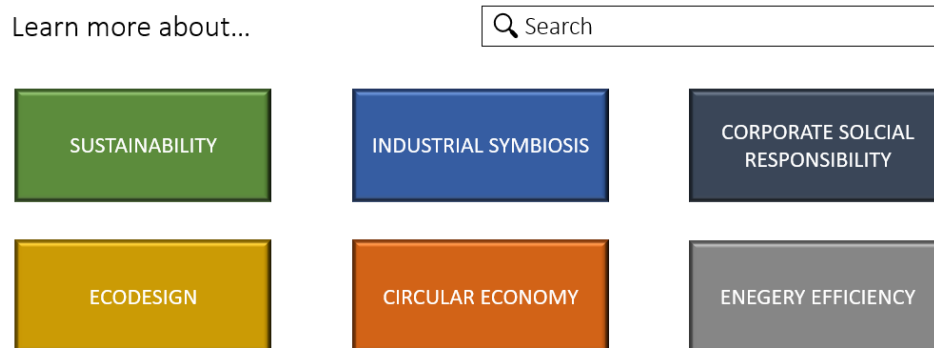 Learn more about...
Search
SUSTAINABILITY
INDUSTRIAL SYMBIOSIS
CORPORATE SOLCIAL
RESPONSIBILITY
ECODESIGN
CIRCULAR ECONOMY
ENEGERY EFFICIENCY